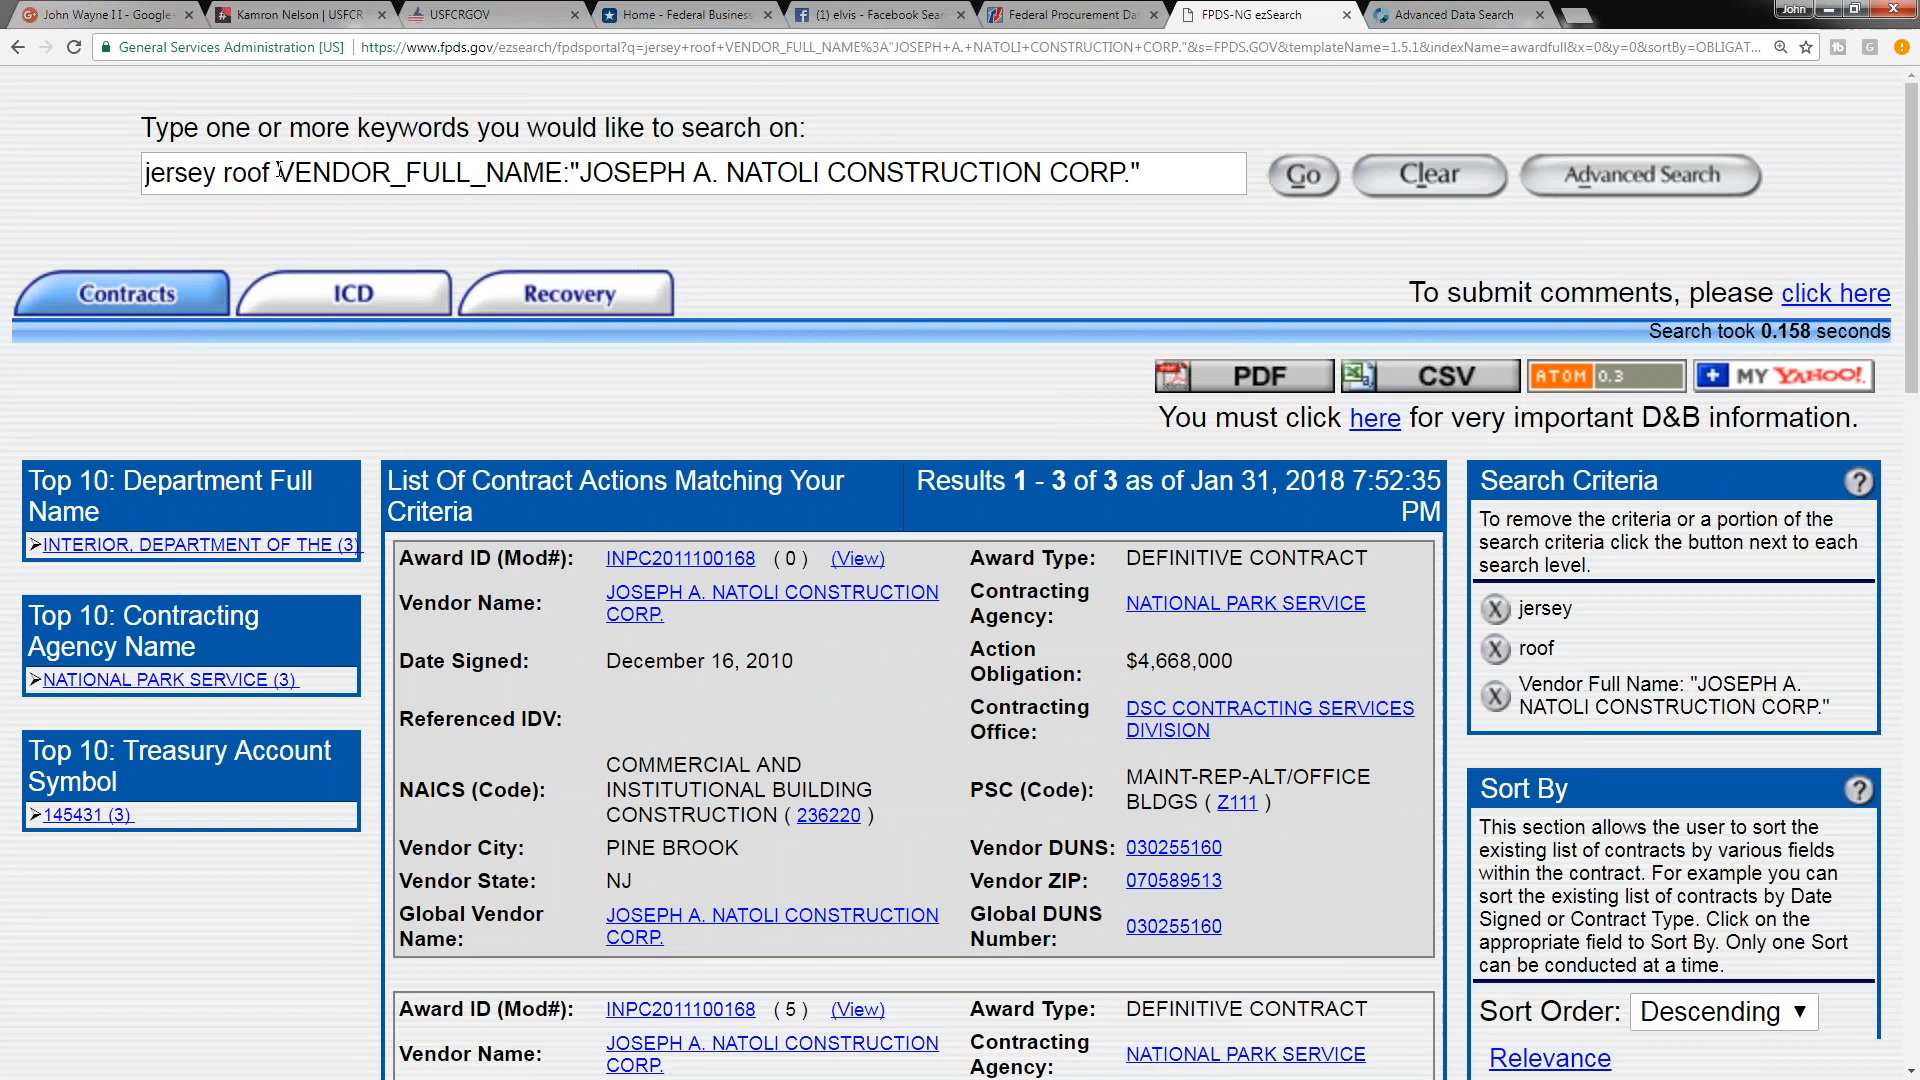 John Wayne I I - Google
Kamron Nelson | USFCR
USFCRGOV
Home - Federal Business
(1) elvis - Facebook Sear
Federal Procurement Da
FPDS-NG ezSearch
Advanced Data Search
John
General Services Administration [US]
https://www.fpds.gov/ezsearch/fpdsportal?q=jersey+roof+VENDOR_FULL_NAME%3A"JOSEPH+A.+NATOLI+CONSTRUCTION+CORP."&s=FPDS.GOV&templateName=1.5.1&indexName=awardfull&x=0&y=0&sortBy=OBLIGAT...
Type one or more keywords you would like to search on:
jersey roof VENDOR_FULL_NAME:"JOSEPH A. NATOLI CONSTRUCTION CORP."
Go
Clear
Advanced Search
Contracts
ICD
Recovery
To submit comments, please click here
Search took 0.158 seconds
PDF
CSV
ATOM 0.3
MY YAHOO!
You must click here for very important D&B information.
Top 10: Department Full
Name
INTERIOR, DEPARTMENT OF THE (3)
Top 10: Contracting
Agency Name
NATIONAL PARK SERVICE (3)
Top 10: Treasury Account
Symbol
145431 (3)
List Of Contract Actions Matching Your
Criteria
Results 1 - 3 of 3 as of Jan 31, 2018 7:52:35
PM
Award ID (Mod#): INPC2011100168 ( 0 ) (View)
Award Type: DEFINITIVE CONTRACT
Vendor Name: JOSEPH A. NATOLI CONSTRUCTION
CORP.
Contracting
Agency: NATIONAL PARK SERVICE
Date Signed: December 16, 2010
Action
Obligation: $4,668,000
Referenced IDV:
Contracting
Office: DSC CONTRACTING SERVICES
DIVISION
NAICS (Code): COMMERCIAL AND
INSTITUTIONAL BUILDING
CONSTRUCTION ( 236220 )
PSC (Code): MAINT-REP-ALT/OFFICE
BLDGS ( Z111 )
Vendor City: PINE BROOK
Vendor DUNS: 030255160
Vendor State: NJ
Vendor ZIP: 070589513
Global Vendor
Name: JOSEPH A. NATOLI CONSTRUCTION
CORP.
Global DUNS
Number: 030255160
Award ID (Mod#): INPC2011100168 ( 5 ) (View)
Award Type: DEFINITIVE CONTRACT
Vendor Name: JOSEPH A. NATOLI CONSTRUCTION
CORP.
Contracting
Agency: NATIONAL PARK SERVICE
Search Criteria
?
To remove the criteria or a portion of the
search criteria click the button next to each
search level.
X jersey
X roof
X Vendor Full Name: "JOSEPH A.
NATOLI CONSTRUCTION CORP."
Sort By
?
This section allows the user to sort the
existing list of contracts by various fields
within the contract. For example you can
sort the existing list of contracts by Date
Signed or Contract Type. Click on the
appropriate field to Sort By. Only one Sort
can be conducted at a time.
Sort Order: Descending
Relevance